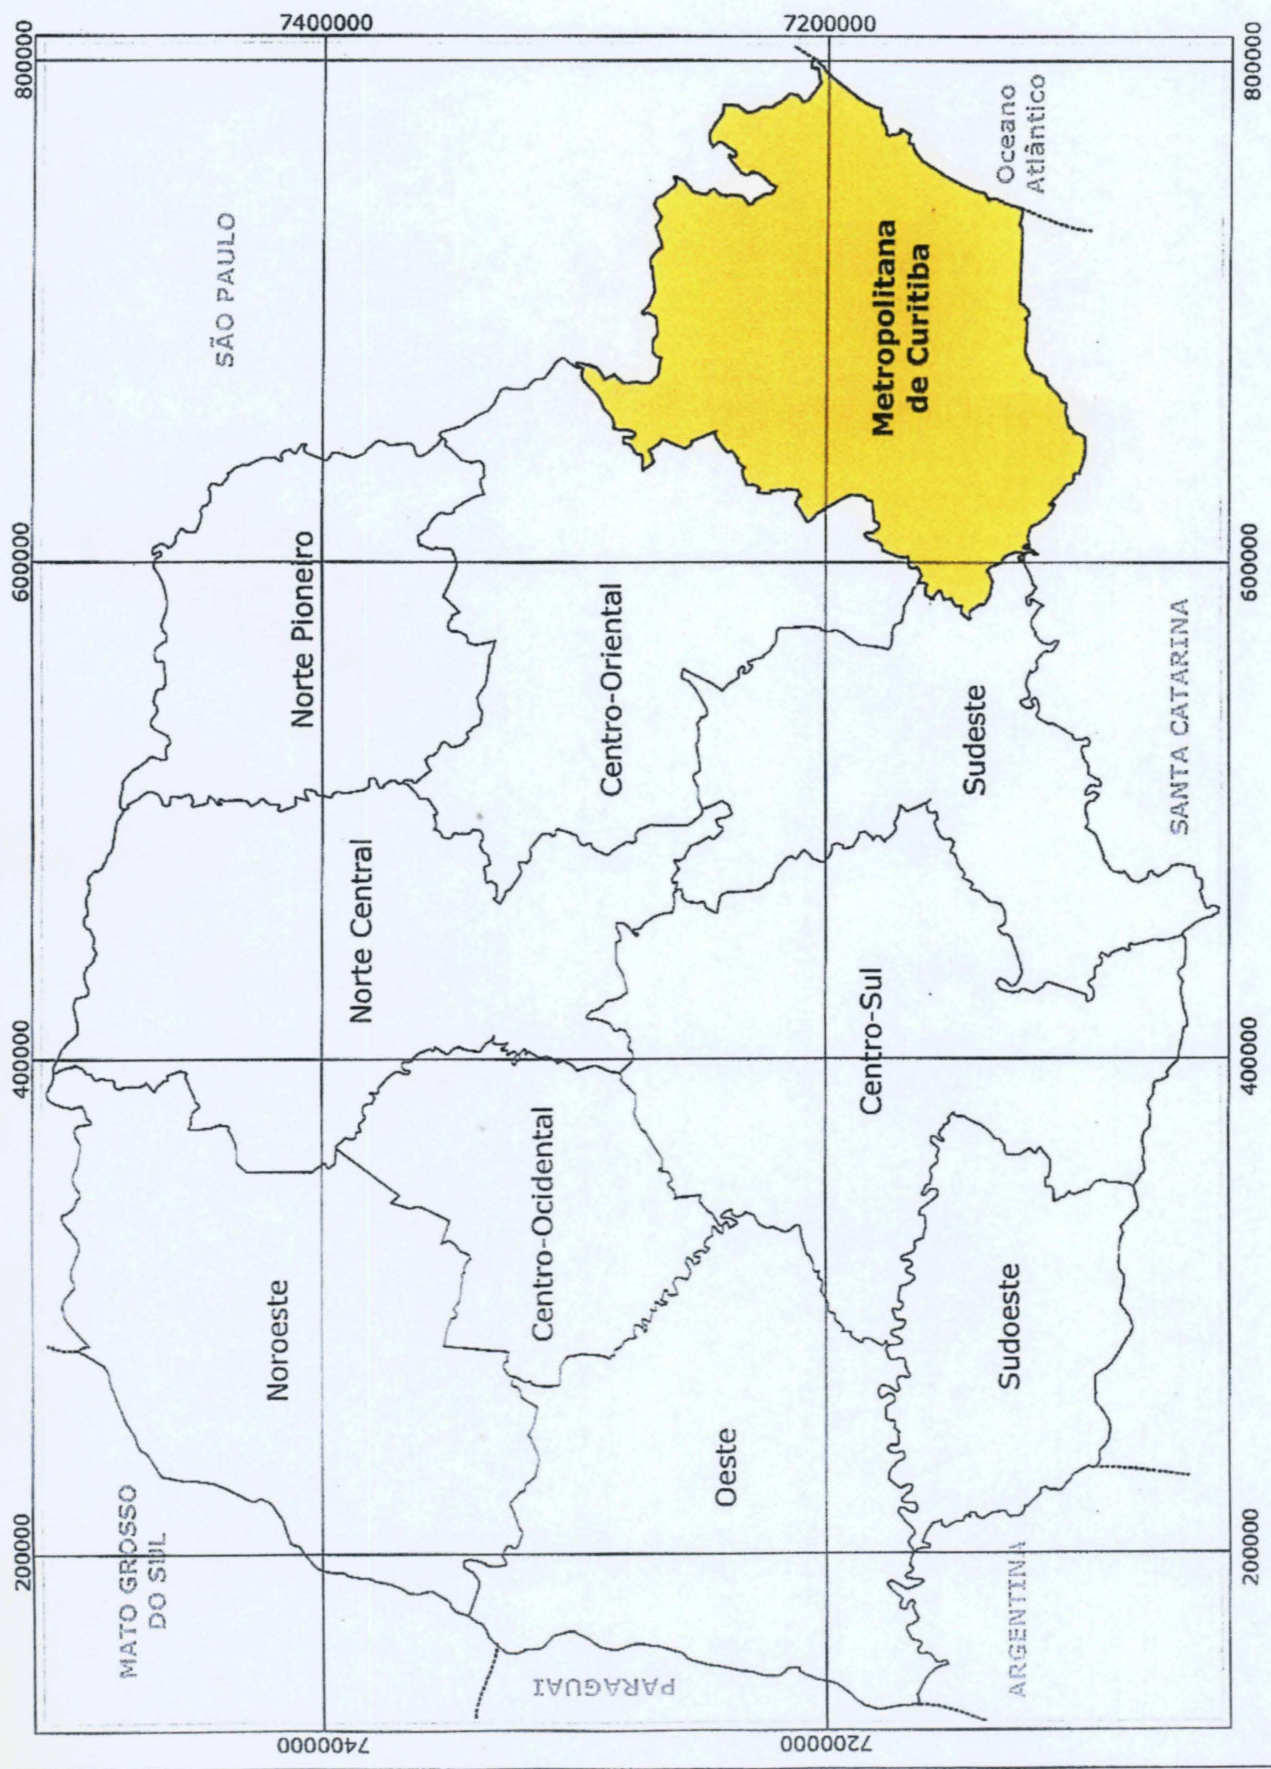 200000
400000
600000
800000
7400000
7400000
MATO GROSSO
DO SUL
SÃO PAULO
Noroeste
Norte Central
Norte Pioneiro
Centro-Ocidental
Centro-Oriental
PARAGUAI
Oeste
Metropolitana
de Curitiba
7200000
7200000
Centro-Sul
Sudeste
Sudoeste
Oceano
Atlântico
ARGENTINA
SANTA CATARINA
200000
400000
600000
800000